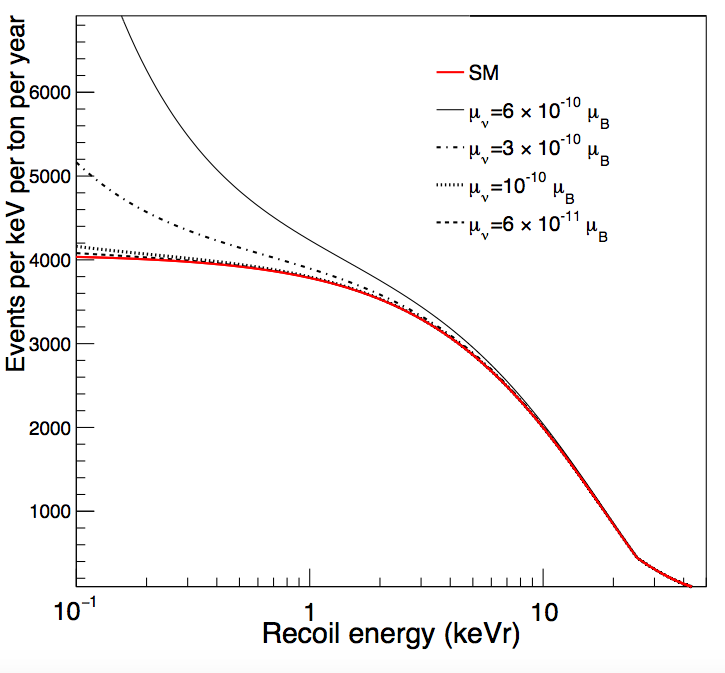 Events per keV per ton per year
6000
5000
4000
3000
2000
1000
SM
μν=6 × 10-10 μB
μν=3 × 10-10 μB
μν=10-10 μB
μν=6 × 10-11 μB
10−1
1
10
Recoil energy (keVr)